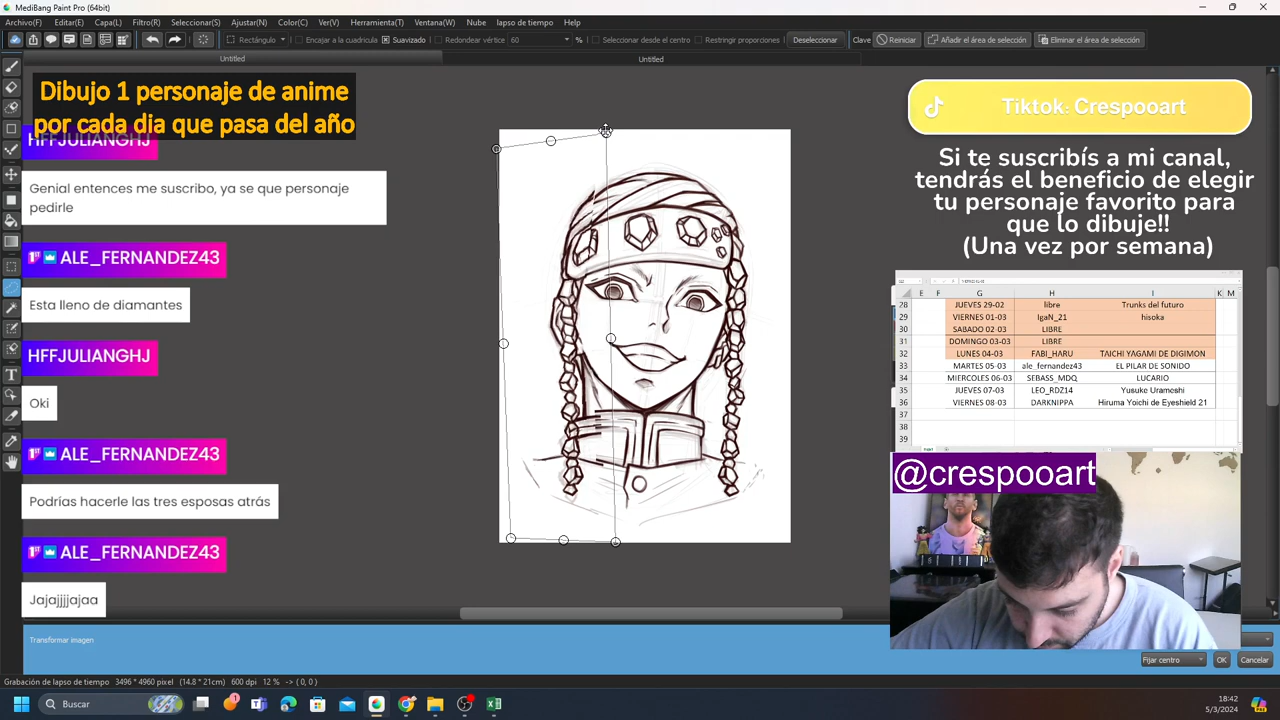 MediBang Paint Pro (64bit)
Archivo(F) Editar(E) Capa(L) Filtro(R) Seleccionar(S) Ajustar(N) Color(C) Ver(V) Herramienta(T) Ventana(W) Nube lapso de tiempo Help
Rectángulo Encajar a la cuadricula Suavizado Redondear vértice 60 % Seleccionar desde el centro Restringir proporciones Deseleccionar Clave Reiniciar Añadir el área de selección Eliminar el área de selección
Untitled Untitled
Dibujo 1 personaje de anime
por cada dia que pasa del año
HFFJULIANGHJ
Genial entences me suscribo, ya se que personaje
pedirle
ALE_FERNANDEZ43
Esta lleno de diamantes
HFFJULIANGHJ
Oki
ALE_FERNANDEZ43
Podrías hacerle las tres esposas atrás
ALE_FERNANDEZ43
Jajajjjjajaa
Tiktok: Crespooart
Si te suscribís a mi canal,
tendrás el beneficio de elegir
tu personaje favorito para
que lo dibuje!!
(Una vez por semana)
E F G H I K M
28 JUEVES 29-02 libre Trunks del futuro
29 VIERNES 01-03 IgaN_21 hisoka
30 SABADO 02-03 LIBRE
31 DOMINGO 03-03 LIBRE
32 LUNES 04-03 FABI_HARU TAICHI YAGAMI DE DIGIMON
33 MARTES 05-03 ale_fernandez43 EL PILAR DE SONIDO
34 MIERCOLES 06-03 SEBASS_MDQ LUCARIO
35 JUEVES 07-03 LEO_RDZ14 Yusuke Urameshi
36 VIERNES 08-03 DARKNIPPA Hiruma Yoichi de Eyeshield 21
37
38
39
@crespooart
Transformar imagen
Fijar centro OK Cancelar
Grabación de lapso de tiempo 3496 * 4960 pixel (14.8 * 21cm) 600 dpi 12 % -> ( 0, 0 )
Buscar
1
18:42
5/3/2024